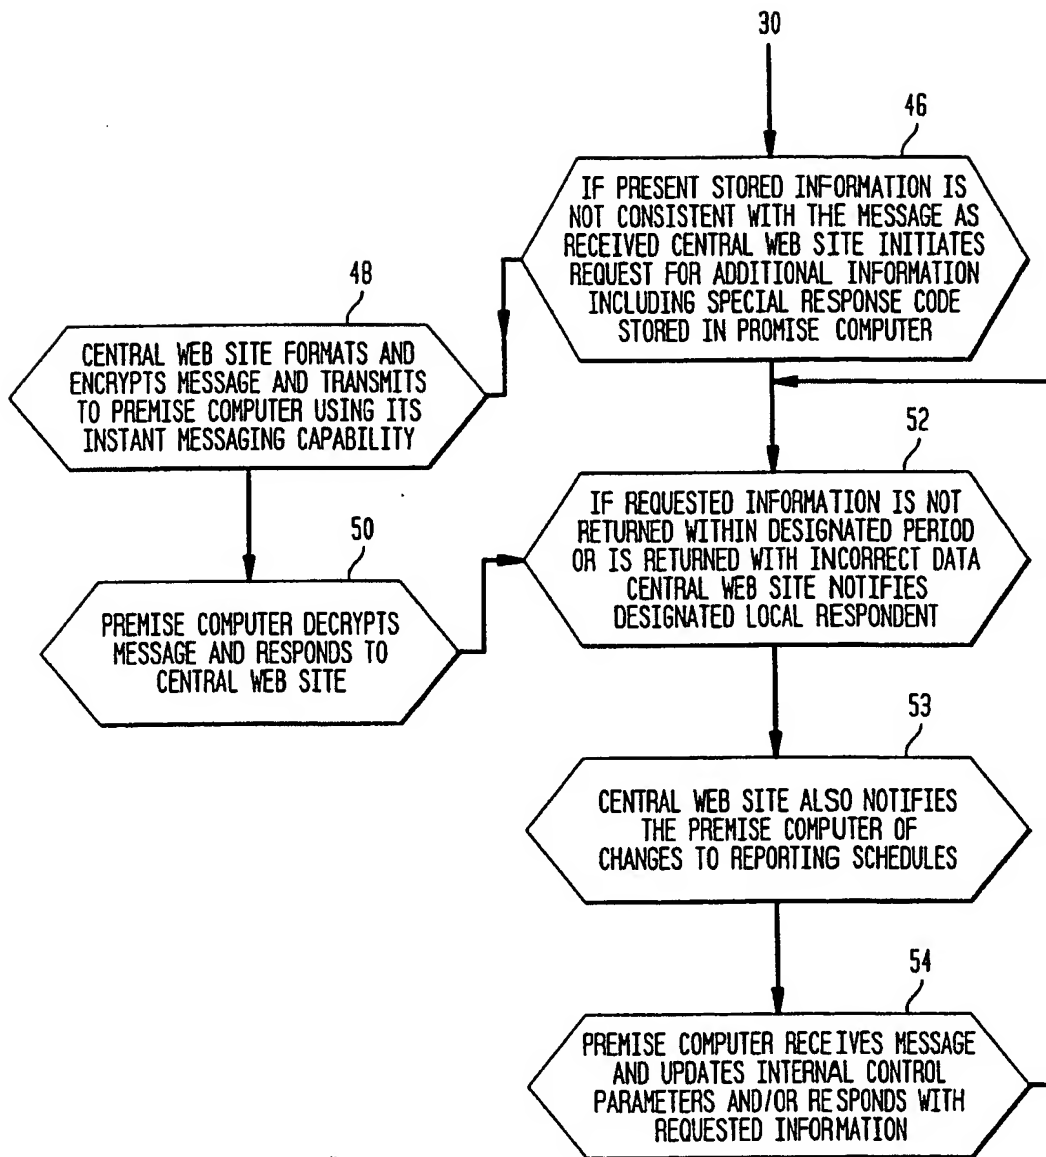 30
46
IF PRESENT STORED INFORMATION IS
NOT CONSISTENT WITH THE MESSAGE AS
RECEIVED CENTRAL WEB SITE INITIATES
REQUEST FOR ADDITIONAL INFORMATION
INCLUDING SPECIAL RESPONSE CODE
STORED IN PROMISE COMPUTER
48
CENTRAL WEB SITE FORMATS AND
ENCRYPTS MESSAGE AND TRANSMITS
TO PREMISE COMPUTER USING ITS
INSTANT MESSAGING CAPABILITY
52
IF REQUESTED INFORMATION IS NOT
RETURNED WITHIN DESIGNATED PERIOD
OR IS RETURNED WITH INCORRECT DATA
CENTRAL WEB SITE NOTIFIES
DESIGNATED LOCAL RESPONDENT
50
PREMISE COMPUTER DECRYPTS
MESSAGE AND RESPONDS TO
CENTRAL WEB SITE
53
CENTRAL WEB SITE ALSO NOTIFIES
THE PREMISE COMPUTER OF
CHANGES TO REPORTING SCHEDULES
54
PREMISE COMPUTER RECEIVES MESSAGE
AND UPDATES INTERNAL CONTROL
PARAMETERS AND/OR RESPONDS WITH
REQUESTED INFORMATION